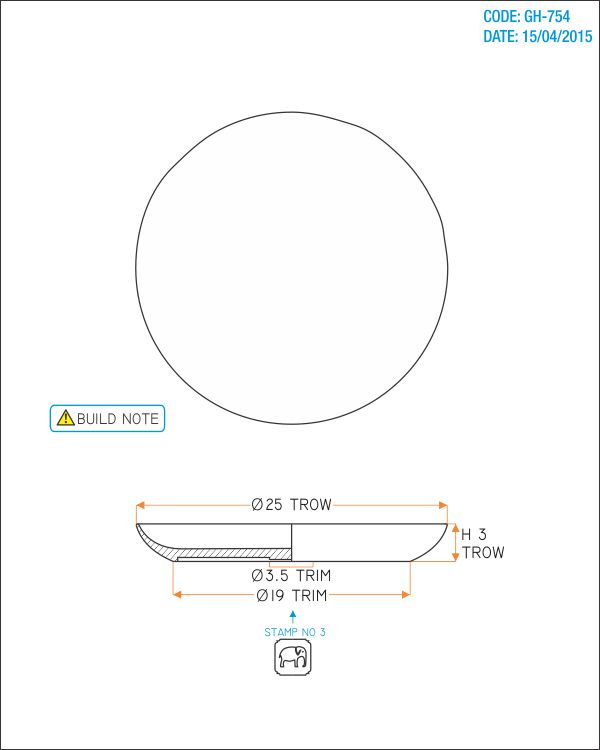 CODE: GH-754
DATE: 15/04/2015
BUILD NOTE
Ø25 TROW
H 3
TROW
Ø3.5 TRIM
Ø19 TRIM
STAMP NO 3